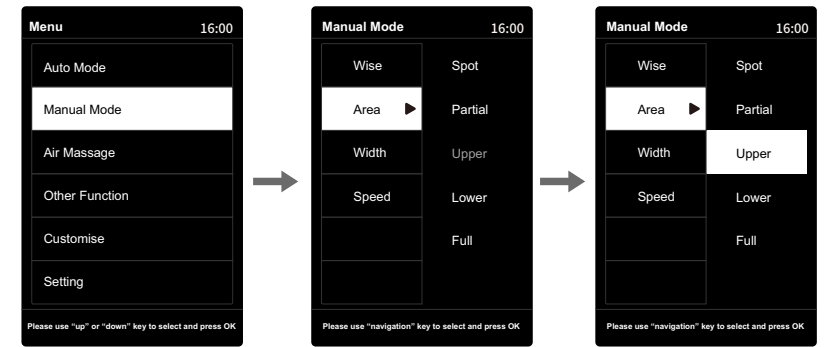 Menu 16:00
Auto Mode
Manual Mode
Air Massage
Other Function
Customise
Setting
Please use “up” or “down” key to select and press OK
Manual Mode 16:00
Wise Spot
Area Partial
Width Upper
Speed Lower
Full
Please use “navigation” key to select and press OK
Manual Mode 16:00
Wise Spot
Area Partial
Width Upper
Speed Lower
Full
Please use “navigation” key to select and press OK